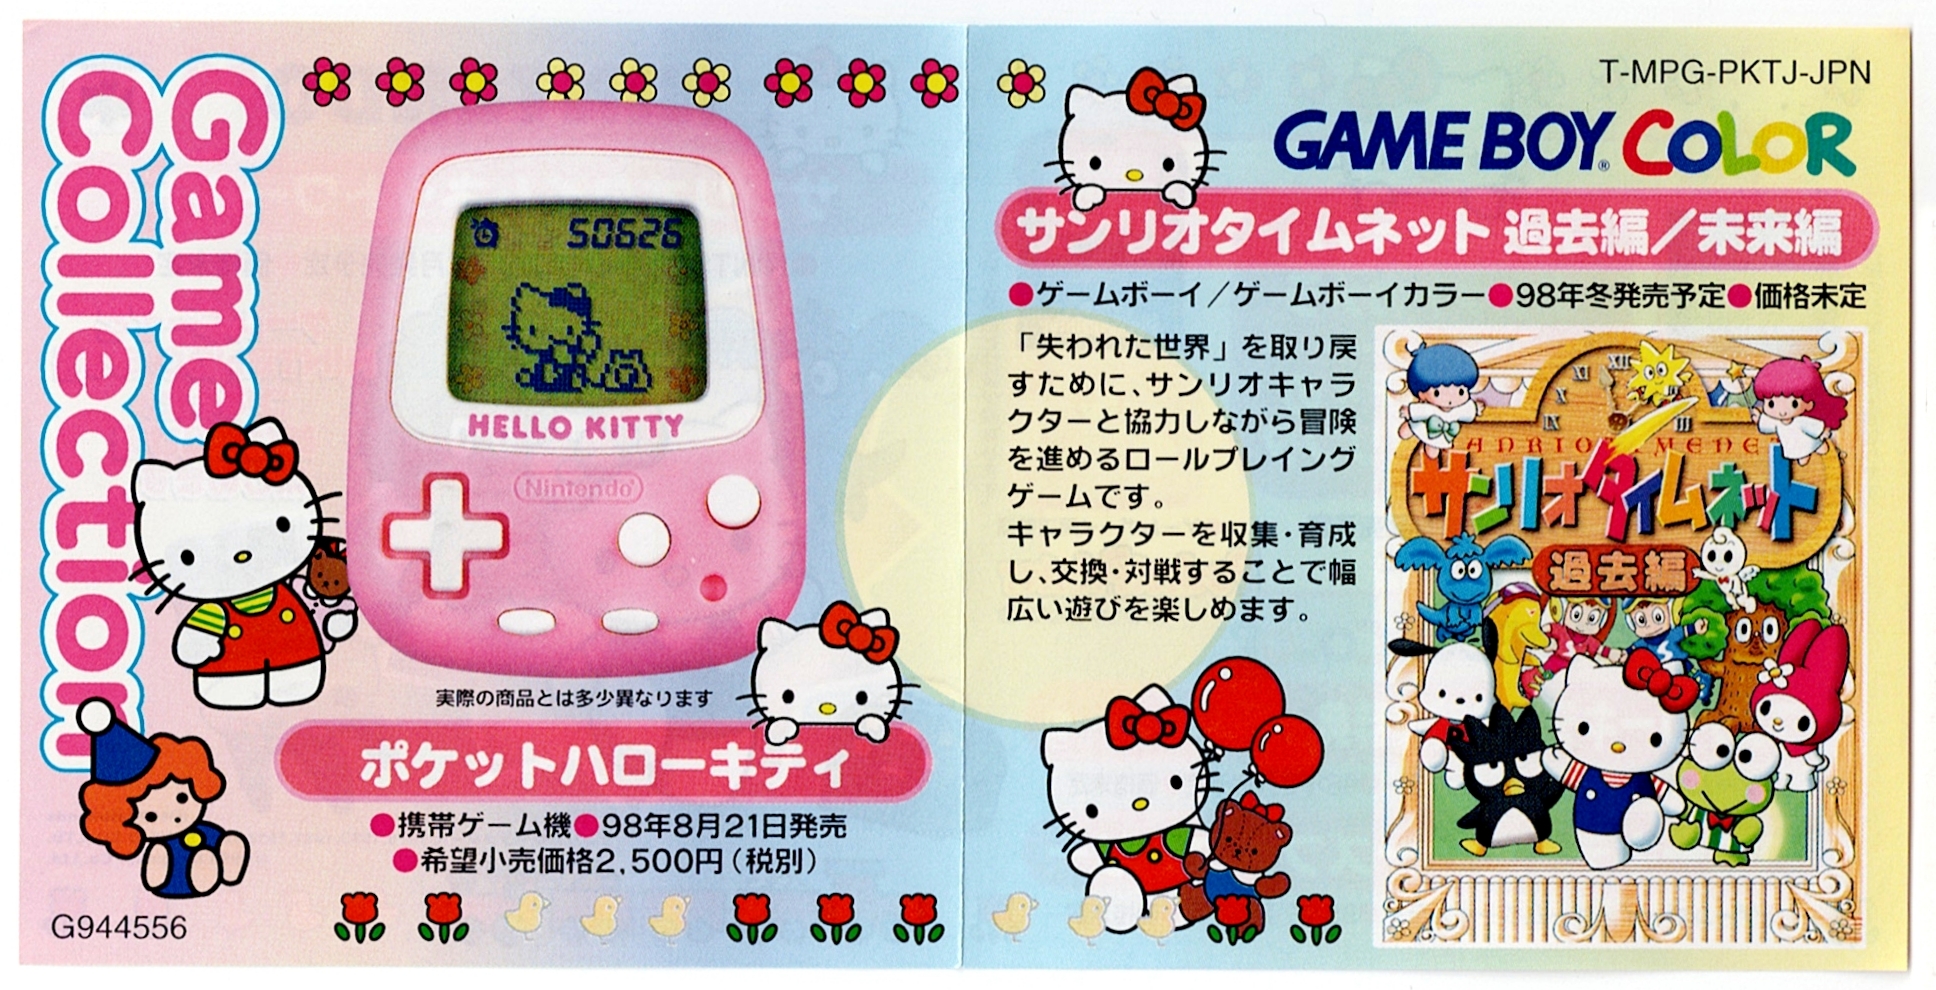 Game
Collection
50626
HELLO KITTY
Nintendo
実際の商品とは多少異なります
ポケットハローキティ
●携帯ゲーム機●98年8月21日発売
●希望小売価格2,500円（税別）
G944556
T-MPG-PKTJ-JPN
GAME BOY® COLOR
サンリオタイムネット 過去編／未来編
●ゲームボーイ／ゲームボーイカラー●98年冬発売予定●価格未定
「失われた世界」を取り戻
すために、サンリオキャラ
クターと協力しながら冒険
を進めるロールプレイング
ゲームです。
キャラクターを収集・育成
し、交換・対戦することで幅
広い遊びを楽しめます。
XII
XI
X
IX
III
サンリオタイムネット
過去編